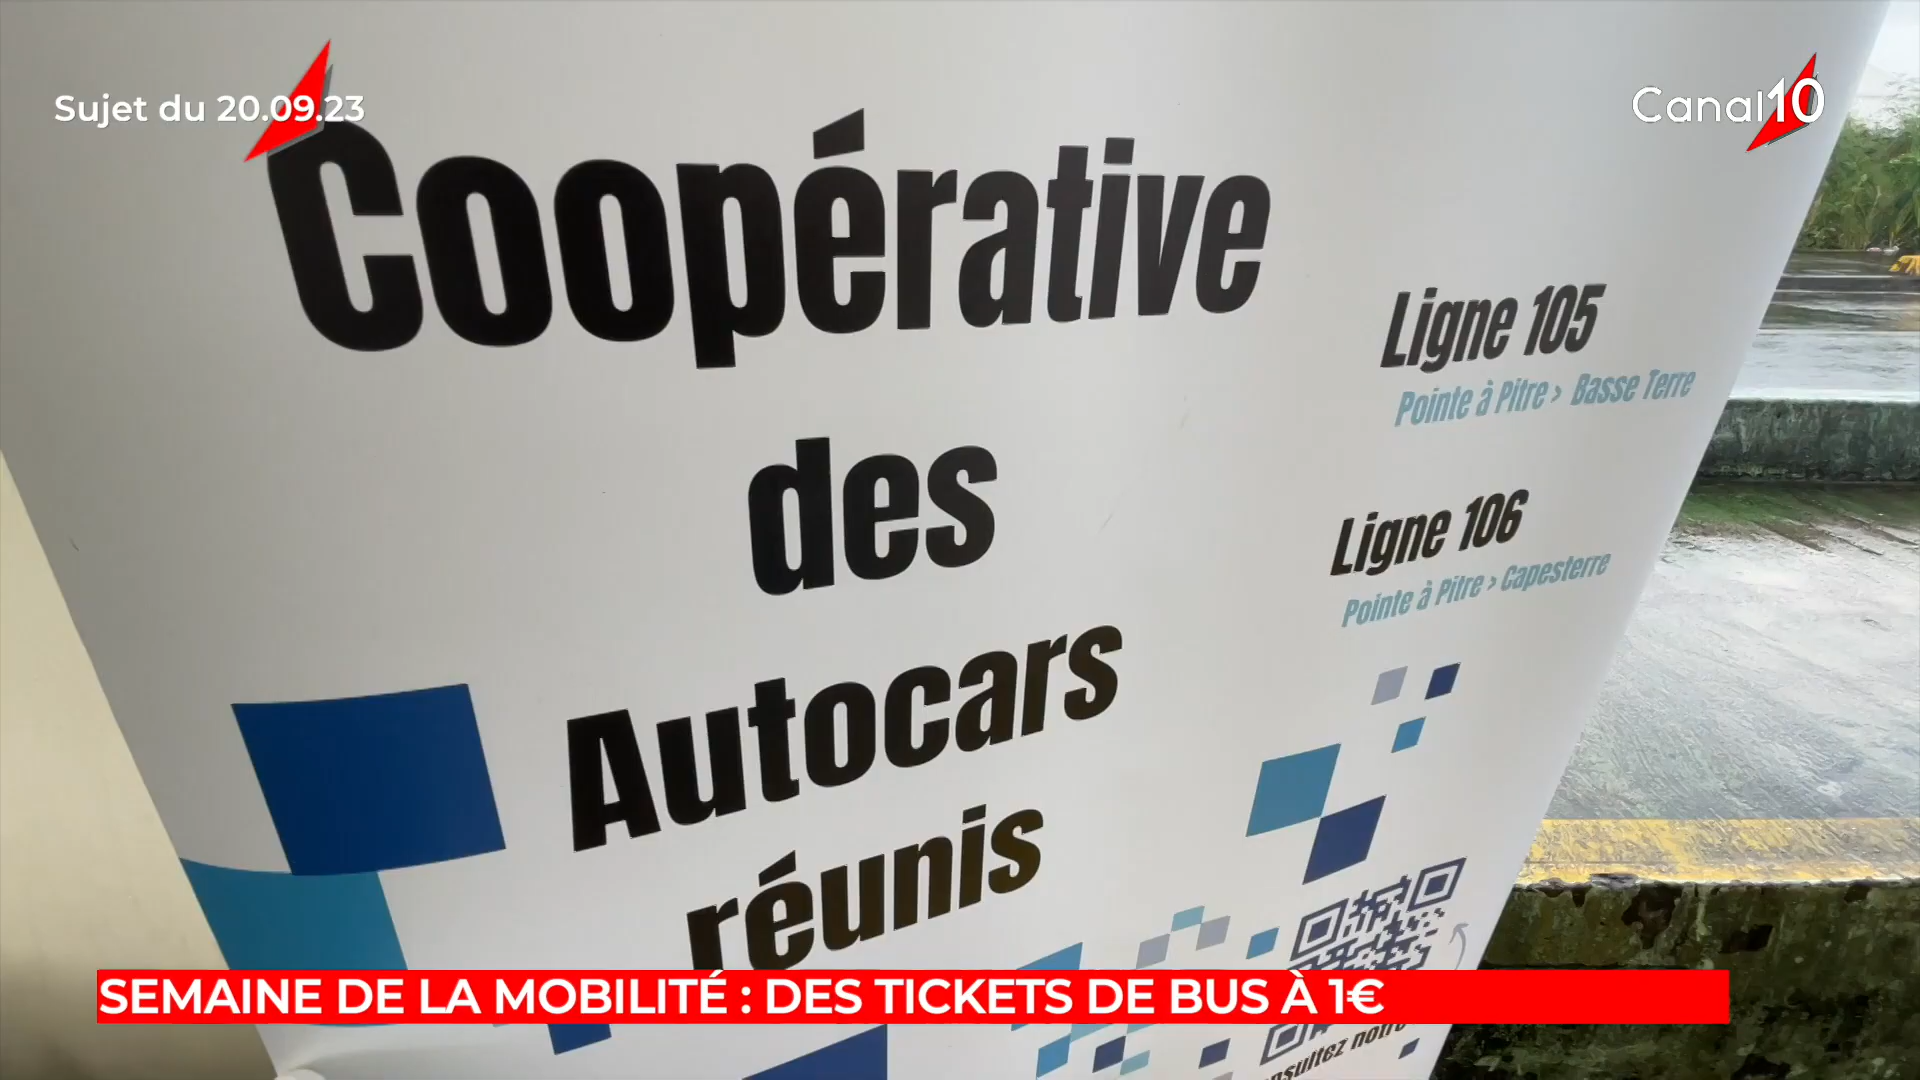 Sujet du 20.09.23
Canal10
Coopérative
des
Autocars
réunis
Ligne 105
Pointe à Pitre > Basse Terre
Ligne 106
Pointe à Pitre > Capesterre
SEMAINE DE LA MOBILITÉ : DES TICKETS DE BUS À 1€